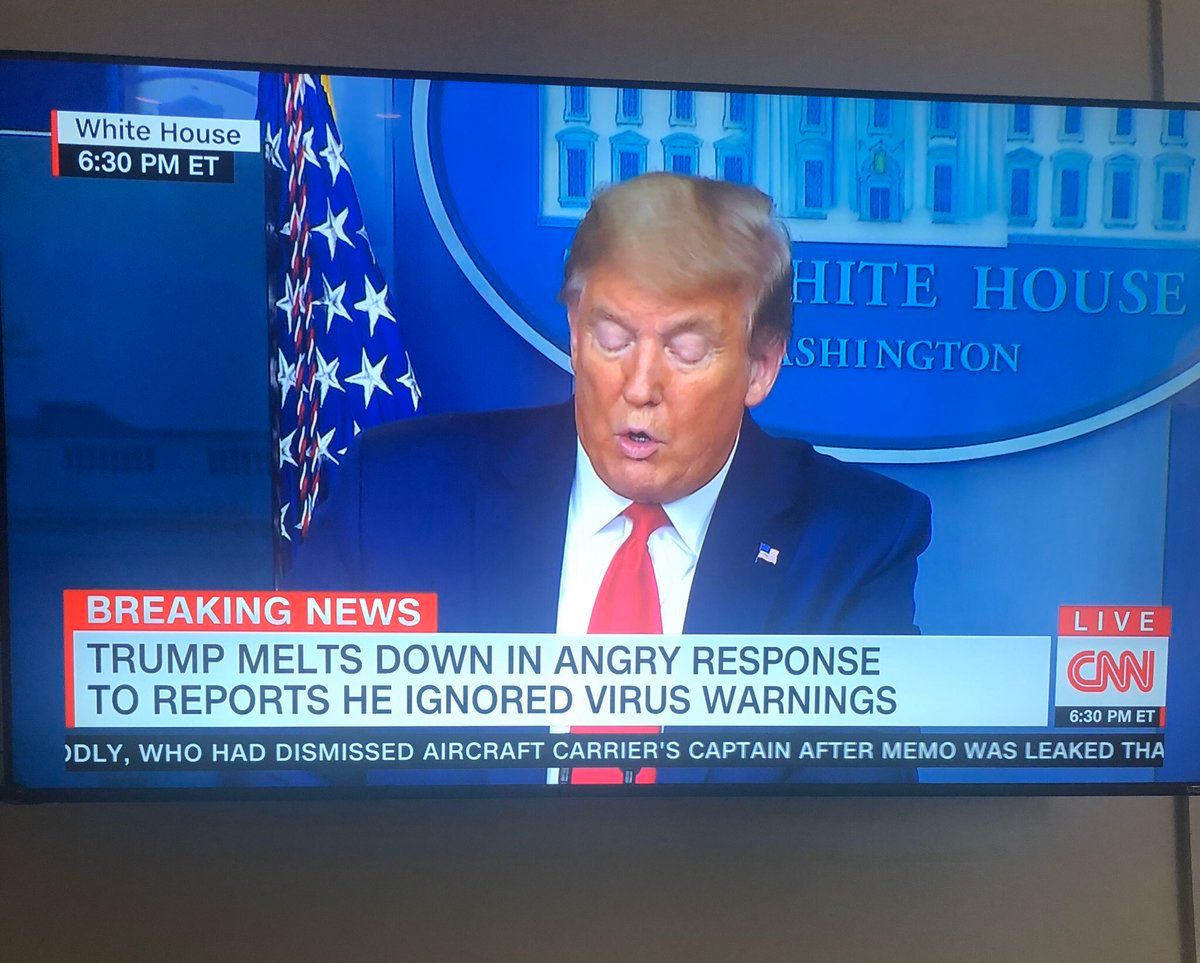 White House
6:30 PM ET
HITE HOUSE
ASHINGTON
BREAKING NEWS
TRUMP MELTS DOWN IN ANGRY RESPONSE
TO REPORTS HE IGNORED VIRUS WARNINGS
LIVE
CNN
6:30 PM ET
DLY, WHO HAD DISMISSED AIRCRAFT CARRIER'S CAPTAIN AFTER MEMO WAS LEAKED THA